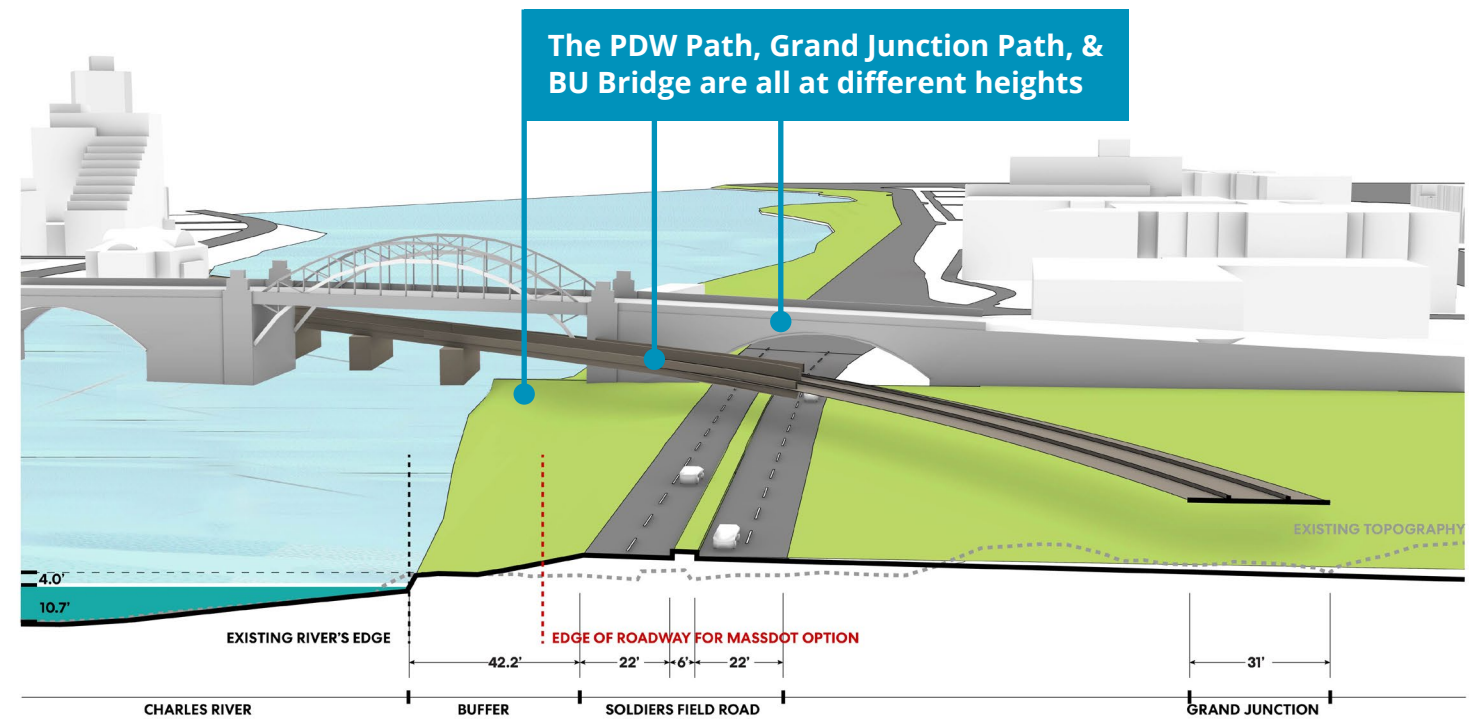 The PDW Path, Grand Junction Path, &
BU Bridge are all at different heights
EXISTING TOPOGRAPHY
4.0'
10.7'
EXISTING RIVER'S EDGE
EDGE OF ROADWAY FOR MASSDOT OPTION
42.2'
22'
6'
22'
31'
CHARLES RIVER
BUFFER
SOLDIERS FIELD ROAD
GRAND JUNCTION